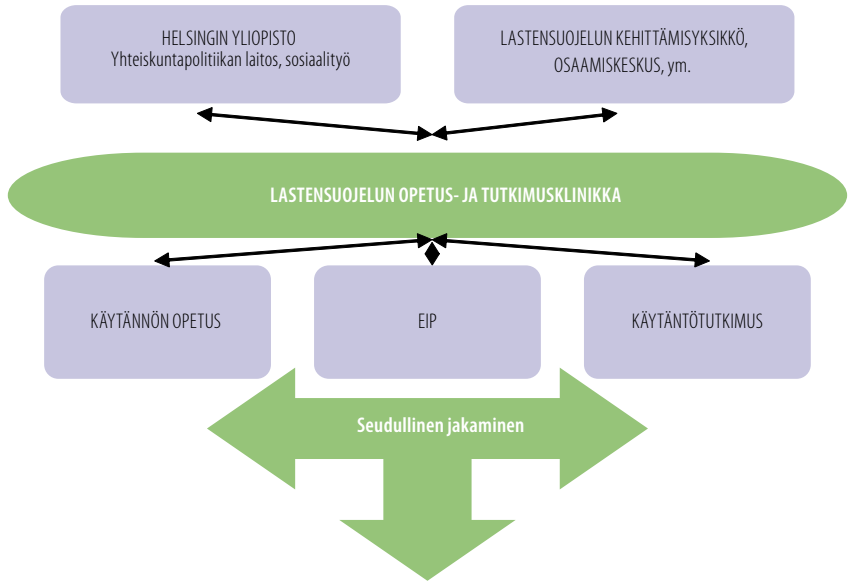 HELSINGIN YLIOPISTO
Yhteiskuntapolitiikan laitos, sosiaalityö
LASTENSUOJELUN KEHITTÄMISYKSIKKÖ,
OSAAMISKESKUS, ym.
LASTENSUOJELUN OPETUS- JA TUTKIMUSKLINIKKA
KÄYTÄNNÖN OPETUS
EIP
KÄYTÄNTÖTUTKIMUS
Seudullinen jakaminen